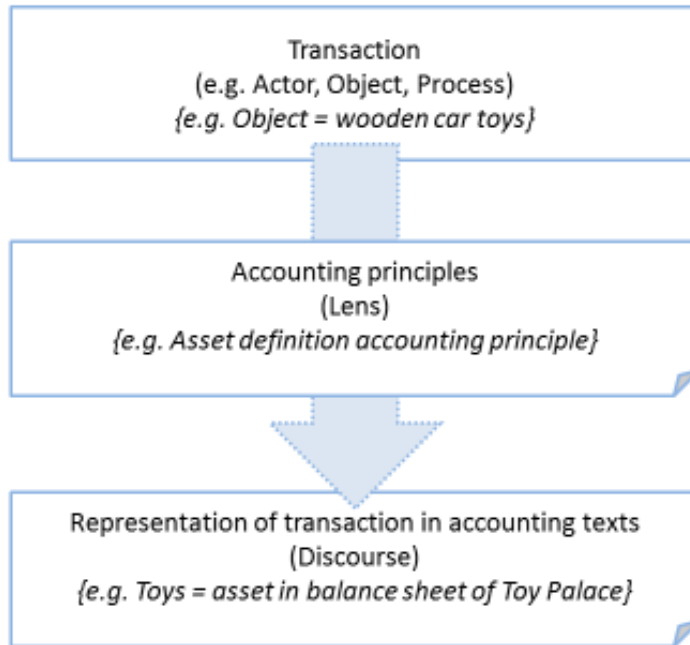 Transaction
(e.g. Actor, Object, Process)
{e.g. Object = wooden car toys}
Accounting principles
(Lens)
{e.g. Asset definition accounting principle}
Representation of transaction in accounting texts
(Discourse)
{e.g. Toys = asset in balance sheet of Toy Palace}